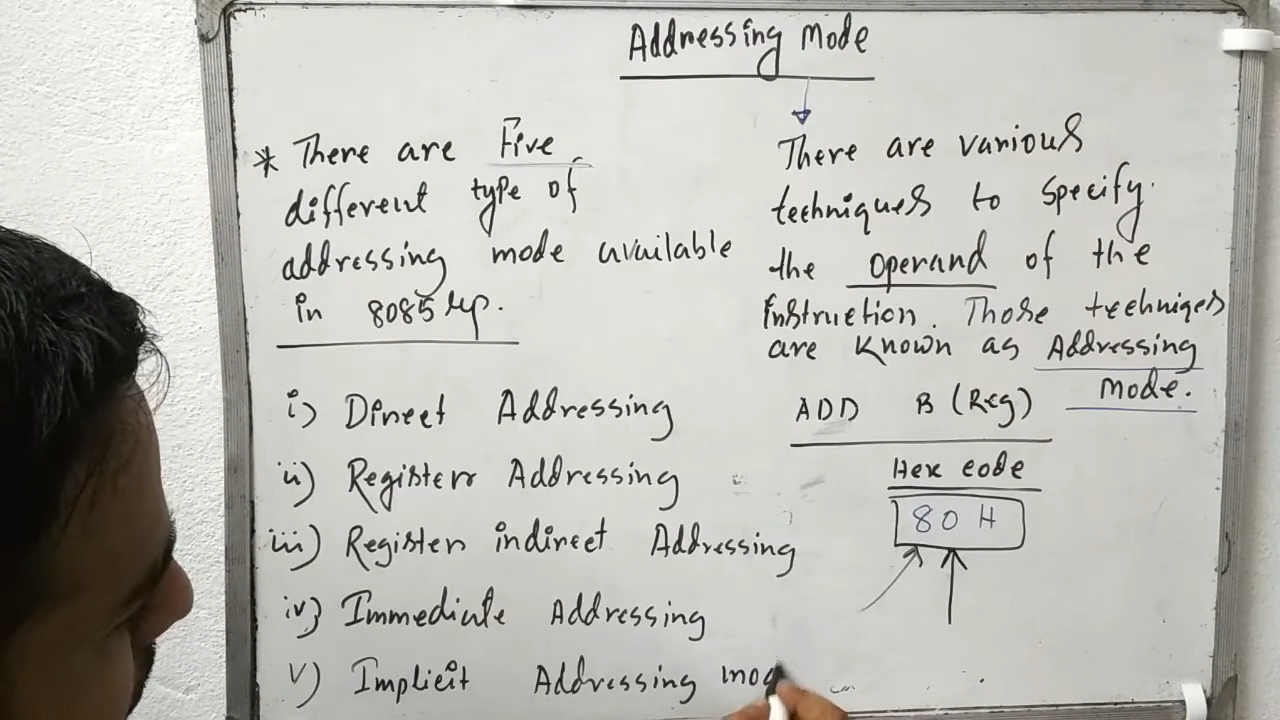 Addressing Mode
* There are Five
different type of
addressing mode available
in 8085 μp.
i) Direct Addressing
ii) Register Addressing
iii) Register indirect Addressing
iv) Immediate Addressing
v) Implicit Addressing mod
There are various
techniques to specify.
the operand of the
instruction. Those techniqes
are known as Addressing
mode.
ADD B (Reg)
Hex code
80 H